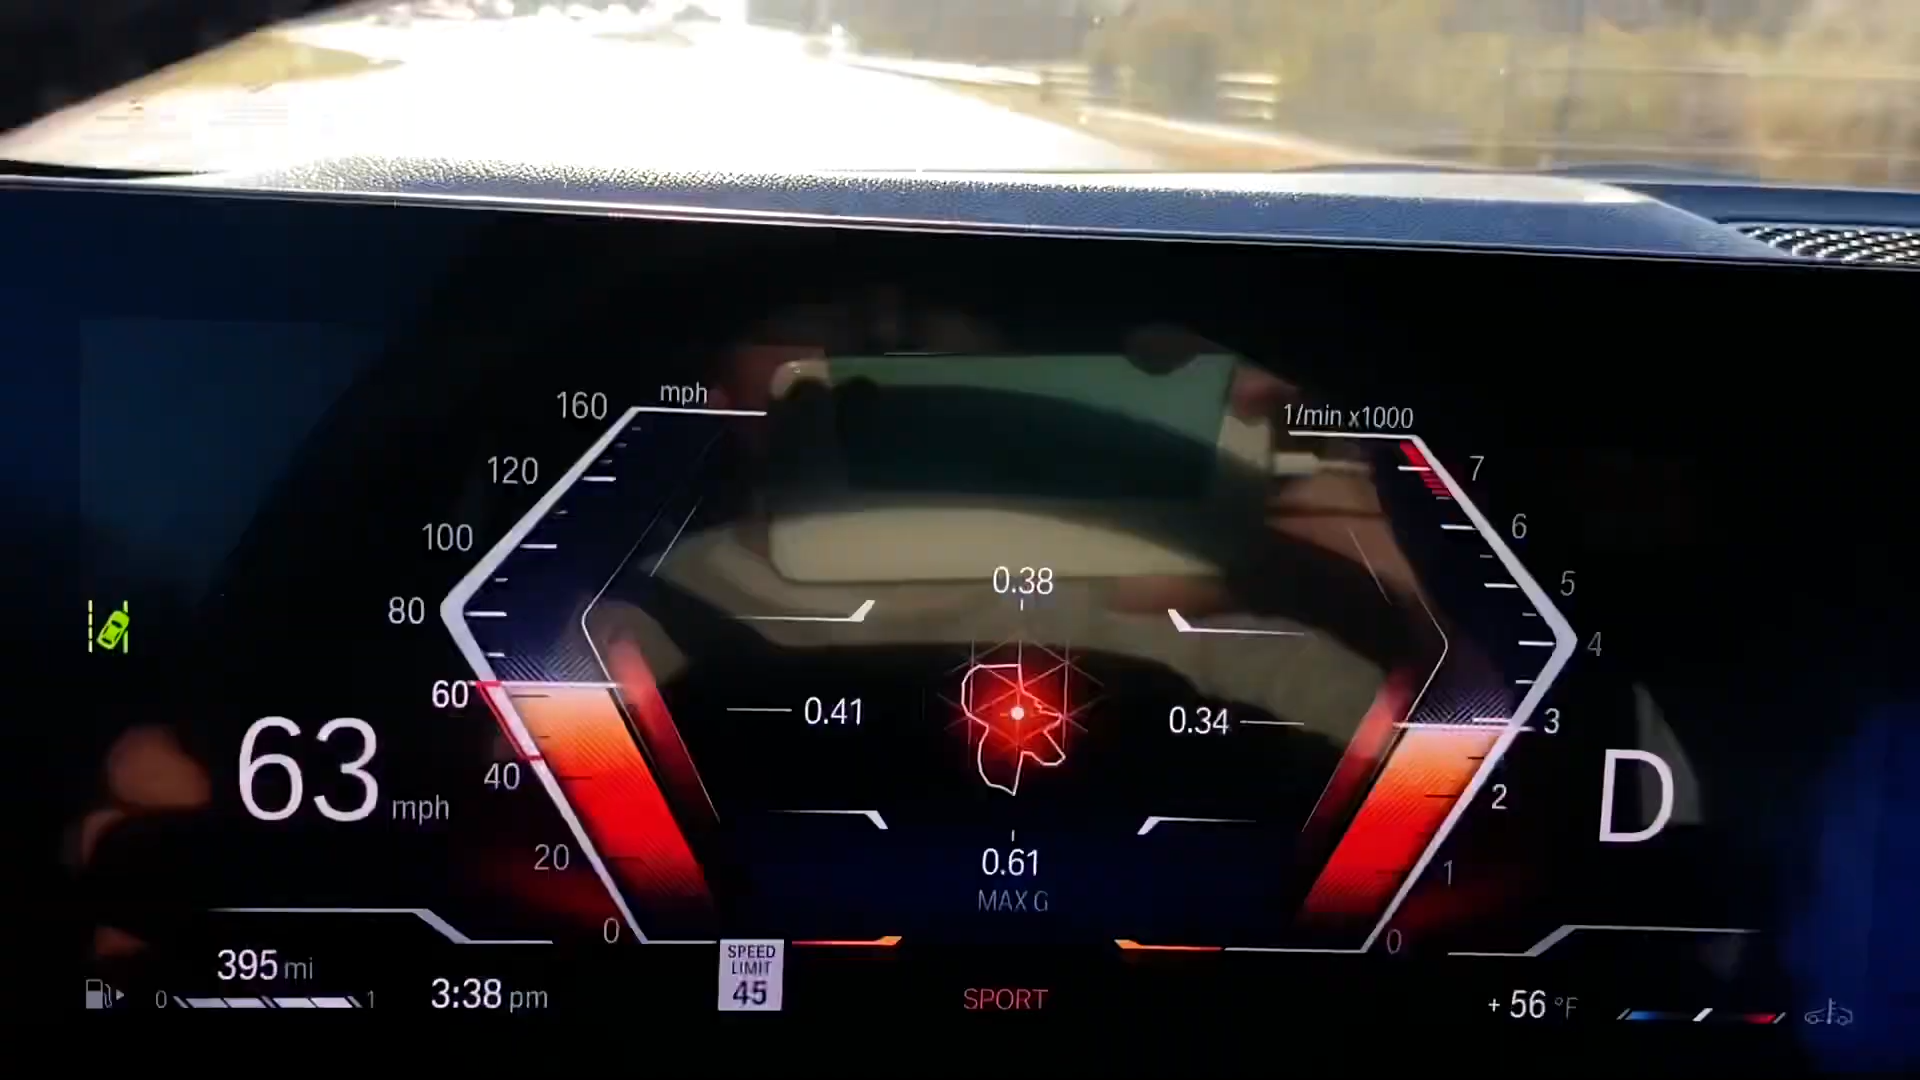 mph
160
120
100
80
60
40
20
0
63 mph
1/min x1000
7
6
5
4
3
2
1
0
0.38
0.41
0.34
0.61
MAX G
D
395 mi
0 1
3:38 pm
SPEED
LIMIT
45
SPORT
+ 56 °F